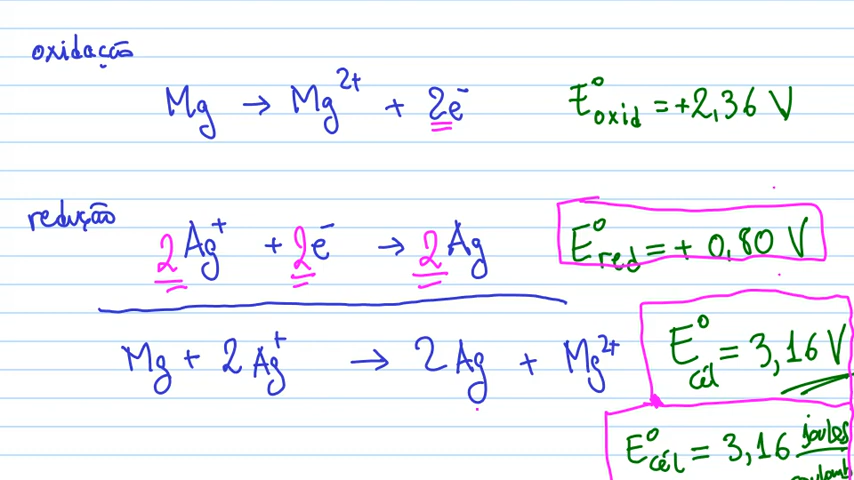 oxidação
Mg → Mg²⁺ + 2e⁻ E°oxid = +2,36 V
redução
2Ag⁺ + 2e⁻ → 2Ag E°red = + 0,80 V
Mg + 2Ag⁺ → 2Ag + Mg²⁺ E°cél = 3,16 V
E°cél = 3,16 joules